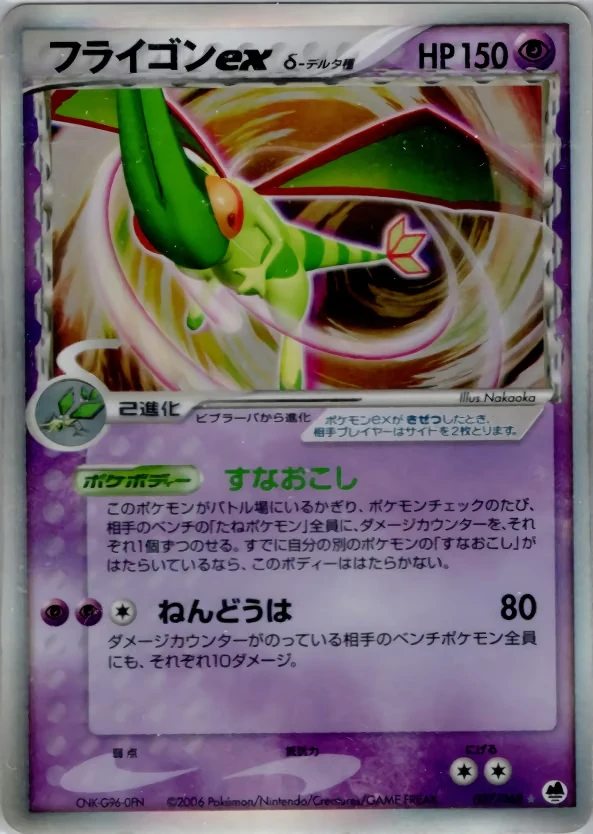 フライゴンex δ-デルタ種 HP150
Illus. Nakaoka
2進化 ビブラーバから進化
ポケモンexがきぜつしたとき、
相手プレイヤーはサイドを2枚とります。
ポケボディー すなおこし
このポケモンがバトル場にいるかぎり、ポケモンチェックのたび、
相手のベンチの「たねポケモン」全員に、ダメージカウンターを、それ
ぞれ1個ずつのせる。すでに自分の別のポケモンの「すなおこし」が
はたらいているなら、このボディーははたらかない。
ねんどうは 80
ダメージカウンターがのっている相手のベンチポケモン全員
にも、それぞれ10ダメージ。
弱点 抵抗力 にげる
CNK-G96-0FN ©2006 Pokémon/Nintendo/Creatures/GAME FREAK